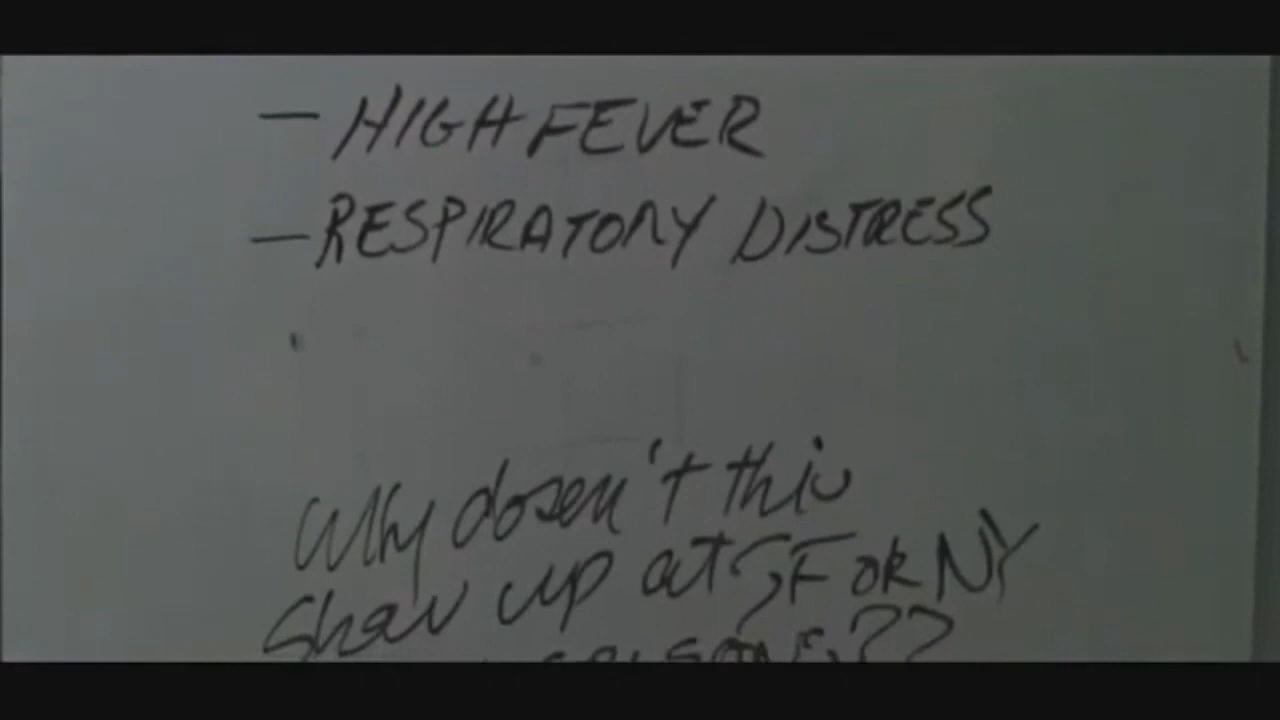 — HIGH FEVER
— RESPIRATORY DISTRESS
Why dosen't this
show up at SF OR NY
??